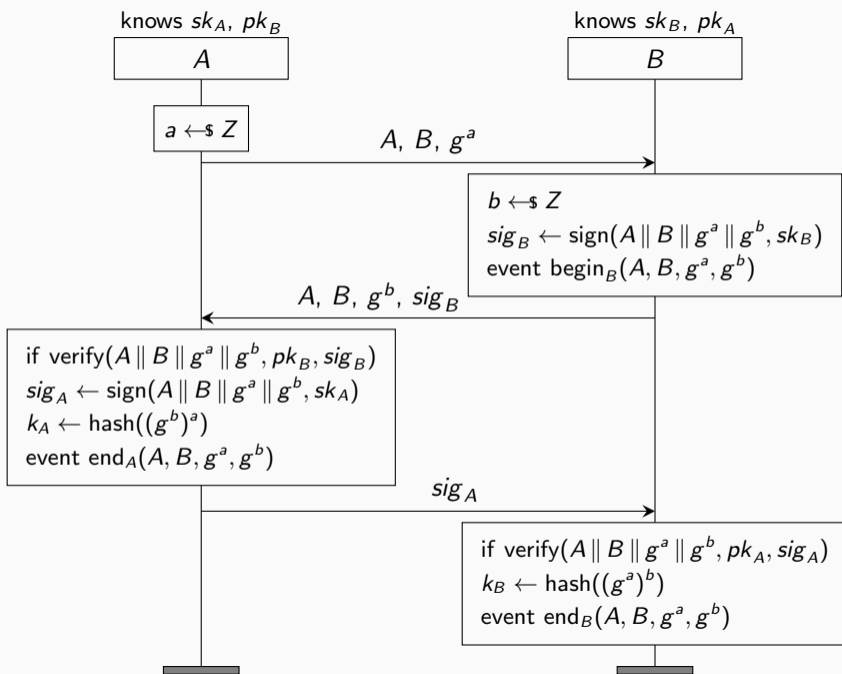 knows sk_A, pk_B
knows sk_B, pk_A
A
B
a ←$ Z
A, B, g^a
b ←$ Z
sig_B ← sign(A ∥ B ∥ g^a ∥ g^b, sk_B)
event begin_B(A, B, g^a, g^b)
A, B, g^b, sig_B
if verify(A ∥ B ∥ g^a ∥ g^b, pk_B, sig_B)
sig_A ← sign(A ∥ B ∥ g^a ∥ g^b, sk_A)
k_A ← hash((g^b)^a)
event end_A(A, B, g^a, g^b)
sig_A
if verify(A ∥ B ∥ g^a ∥ g^b, pk_A, sig_A)
k_B ← hash((g^a)^b)
event end_B(A, B, g^a, g^b)